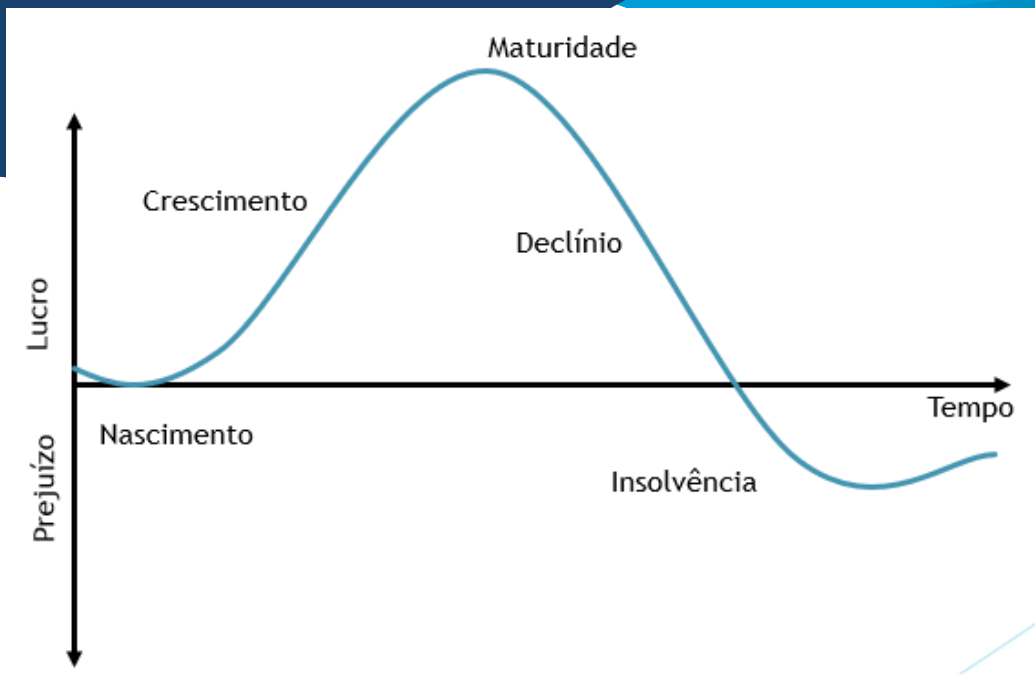 Maturidade
Crescimento
Declínio
Lucro
Tempo
Nascimento
Prejuízo
Insolvência